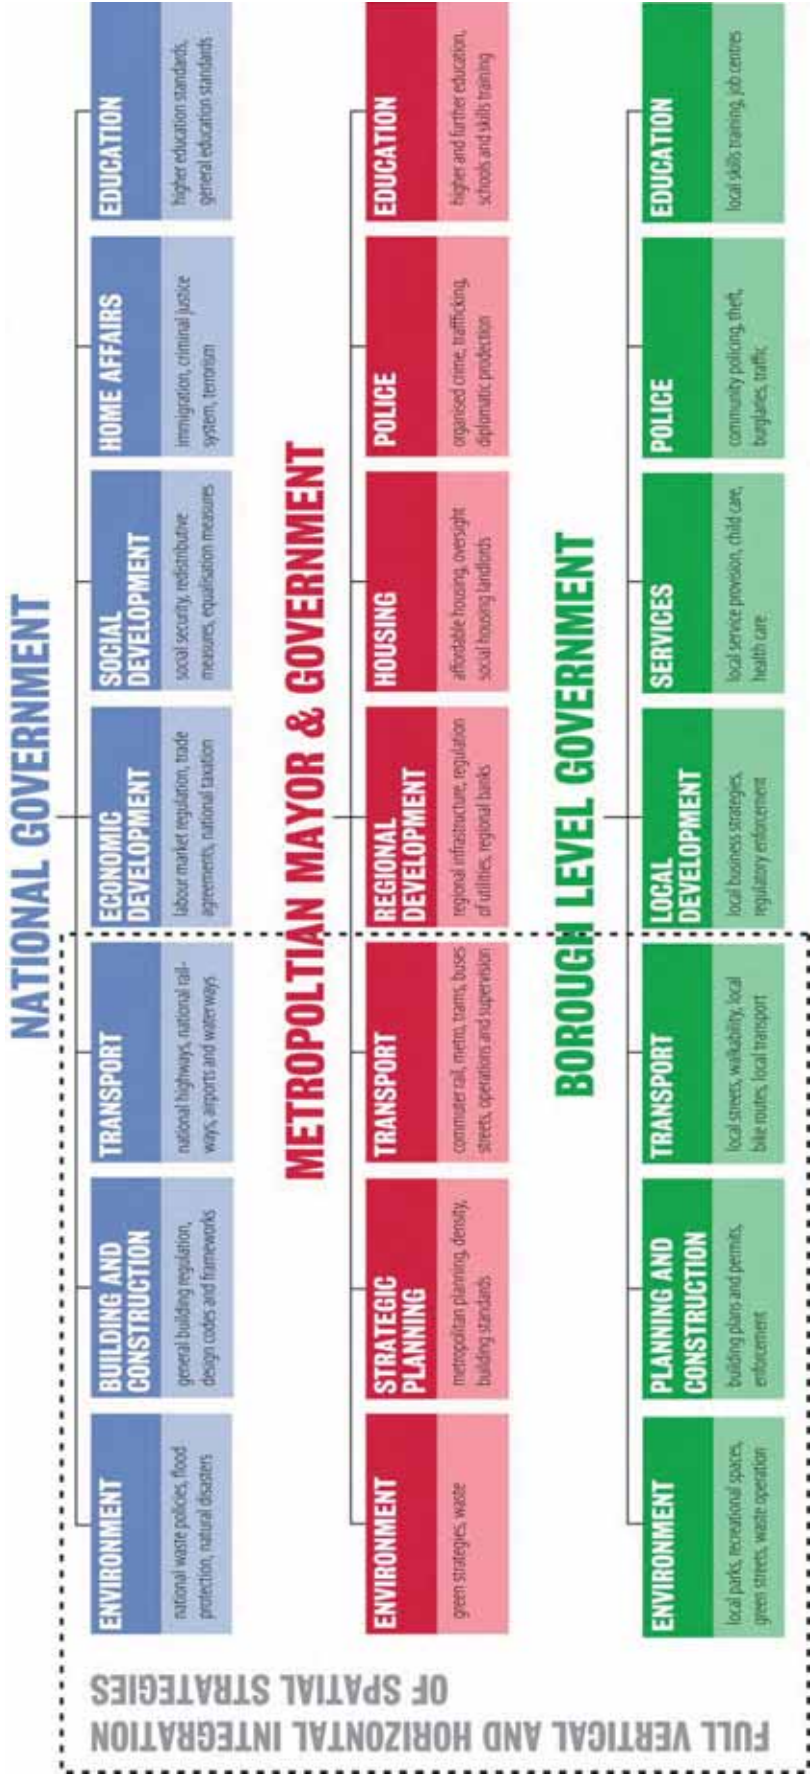 NATIONAL GOVERNMENT
ENVIRONMENT
national waste policies, flood
protection, natural disasters
BUILDING AND
CONSTRUCTION
general building regulation,
design codes and frameworks
TRANSPORT
national highways, national rail-
ways, airports and waterways
ECONOMIC
DEVELOPMENT
labour market regulation, trade
agreements, national taxation
SOCIAL
DEVELOPMENT
social security, redistributive
measures, equalisation measures
HOME AFFAIRS
immigration, criminal justice
system, terrorism
EDUCATION
higher education standards,
general education standards
METROPOLTIAN MAYOR & GOVERNMENT
ENVIRONMENT
green strategies, waste
STRATEGIC
PLANNING
metropolitan planning, density,
building standards
TRANSPORT
commuter rail, metro, trams, buses
streets, operations and supervision
REGIONAL
DEVELOPMENT
regional infrastructure, regulation
of utilities, regional banks
HOUSING
affordable housing, oversight
social housing landlords
POLICE
organised crime, trafficking,
diplomatic protection
EDUCATION
higher and further education,
schools and skills training
BOROUGH LEVEL GOVERNMENT
ENVIRONMENT
local parks, recreational spaces,
green streets, waste operation
PLANNING AND
CONSTRUCTION
building plans and permits,
enforcement
TRANSPORT
local streets, walkability, local
bike routes, local transport
LOCAL
DEVELOPMENT
local business strategies,
regulatory enforcement
SERVICES
local service provision, child care,
health care
POLICE
community policing, theft,
burglaries, traffic
EDUCATION
local skills training, job centres
FULL VERTICAL AND HORIZONTAL INTEGRATION
OF SPATIAL STRATEGIES